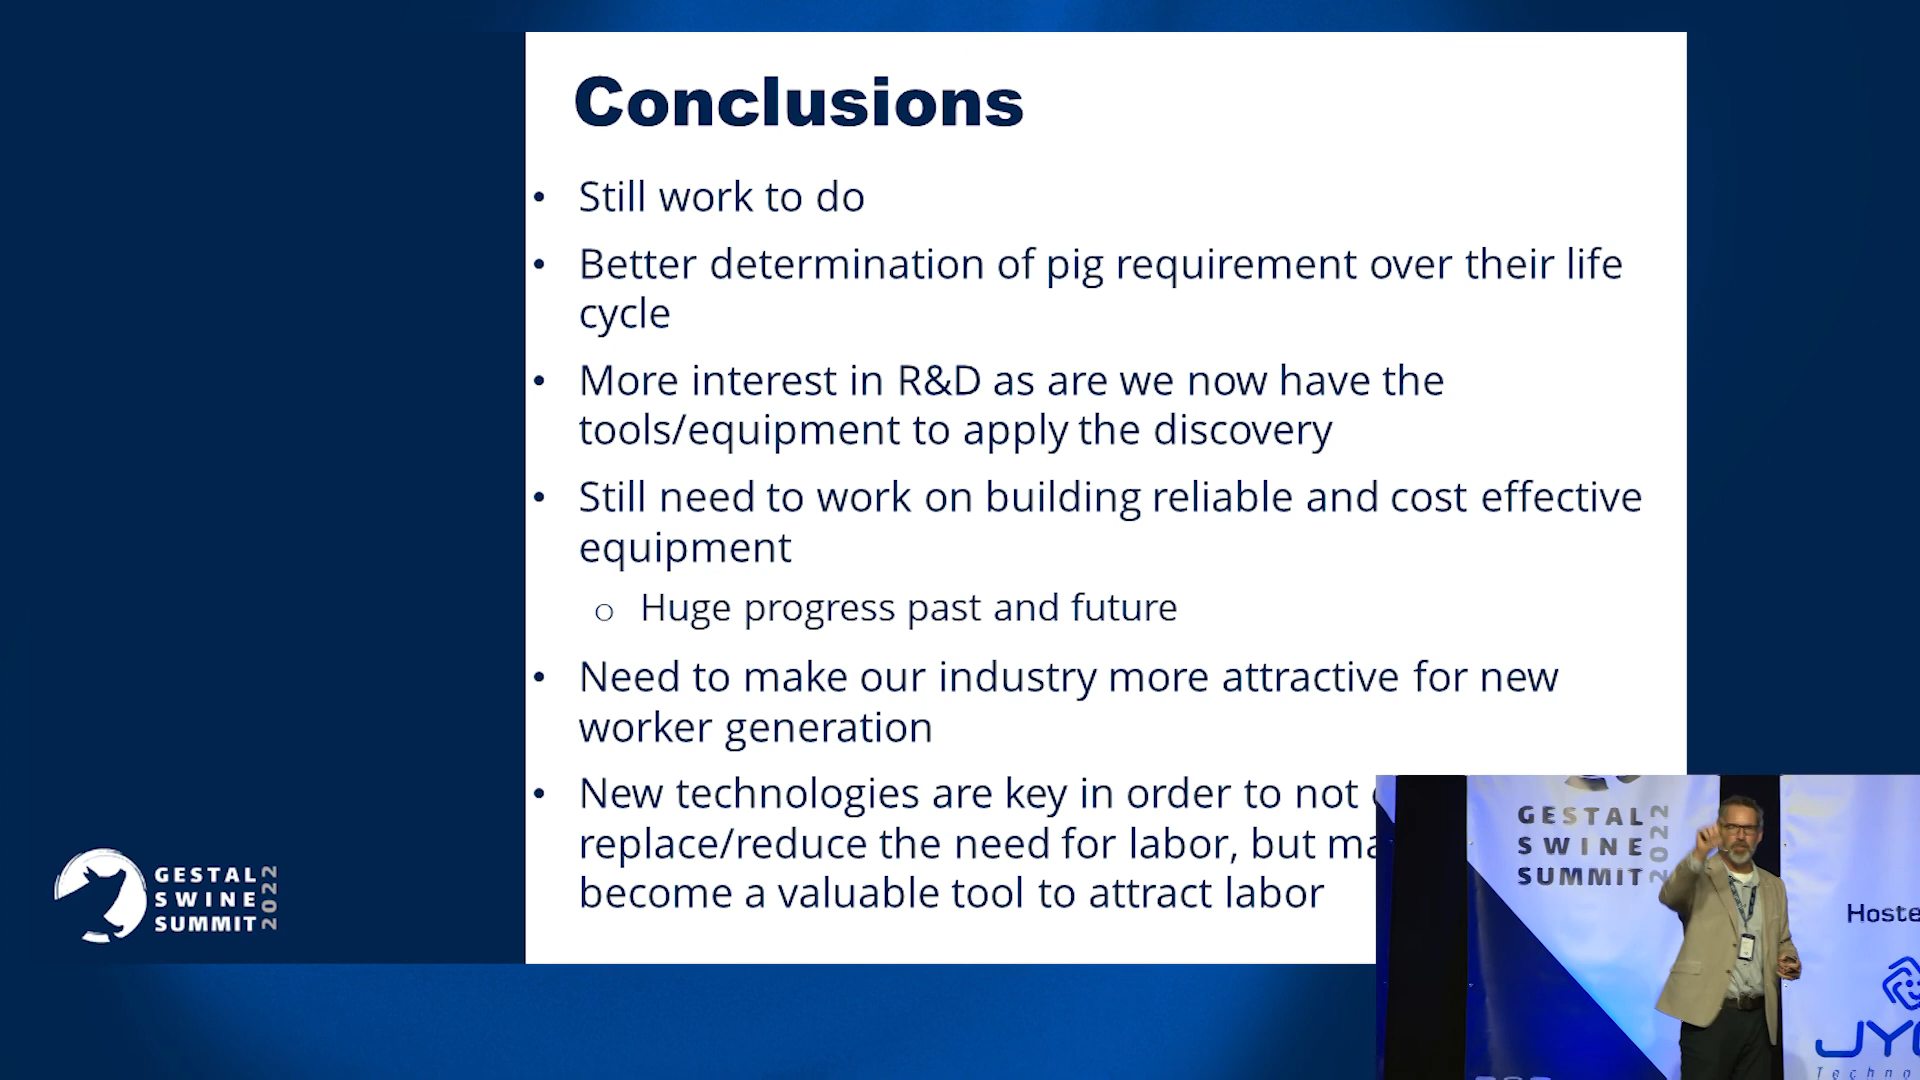 Conclusions
• Still work to do
• Better determination of pig requirement over their life
cycle
• More interest in R&D as are we now have the
tools/equipment to apply the discovery
• Still need to work on building reliable and cost effective
equipment
o Huge progress past and future
• Need to make our industry more attractive for new
worker generation
• New technologies are key in order to not
replace/reduce the need for labor, but
become a valuable tool to attract labor
GESTAL
SWINE
SUMMIT 2022
GESTAL
SWINE
SUMMIT 2022